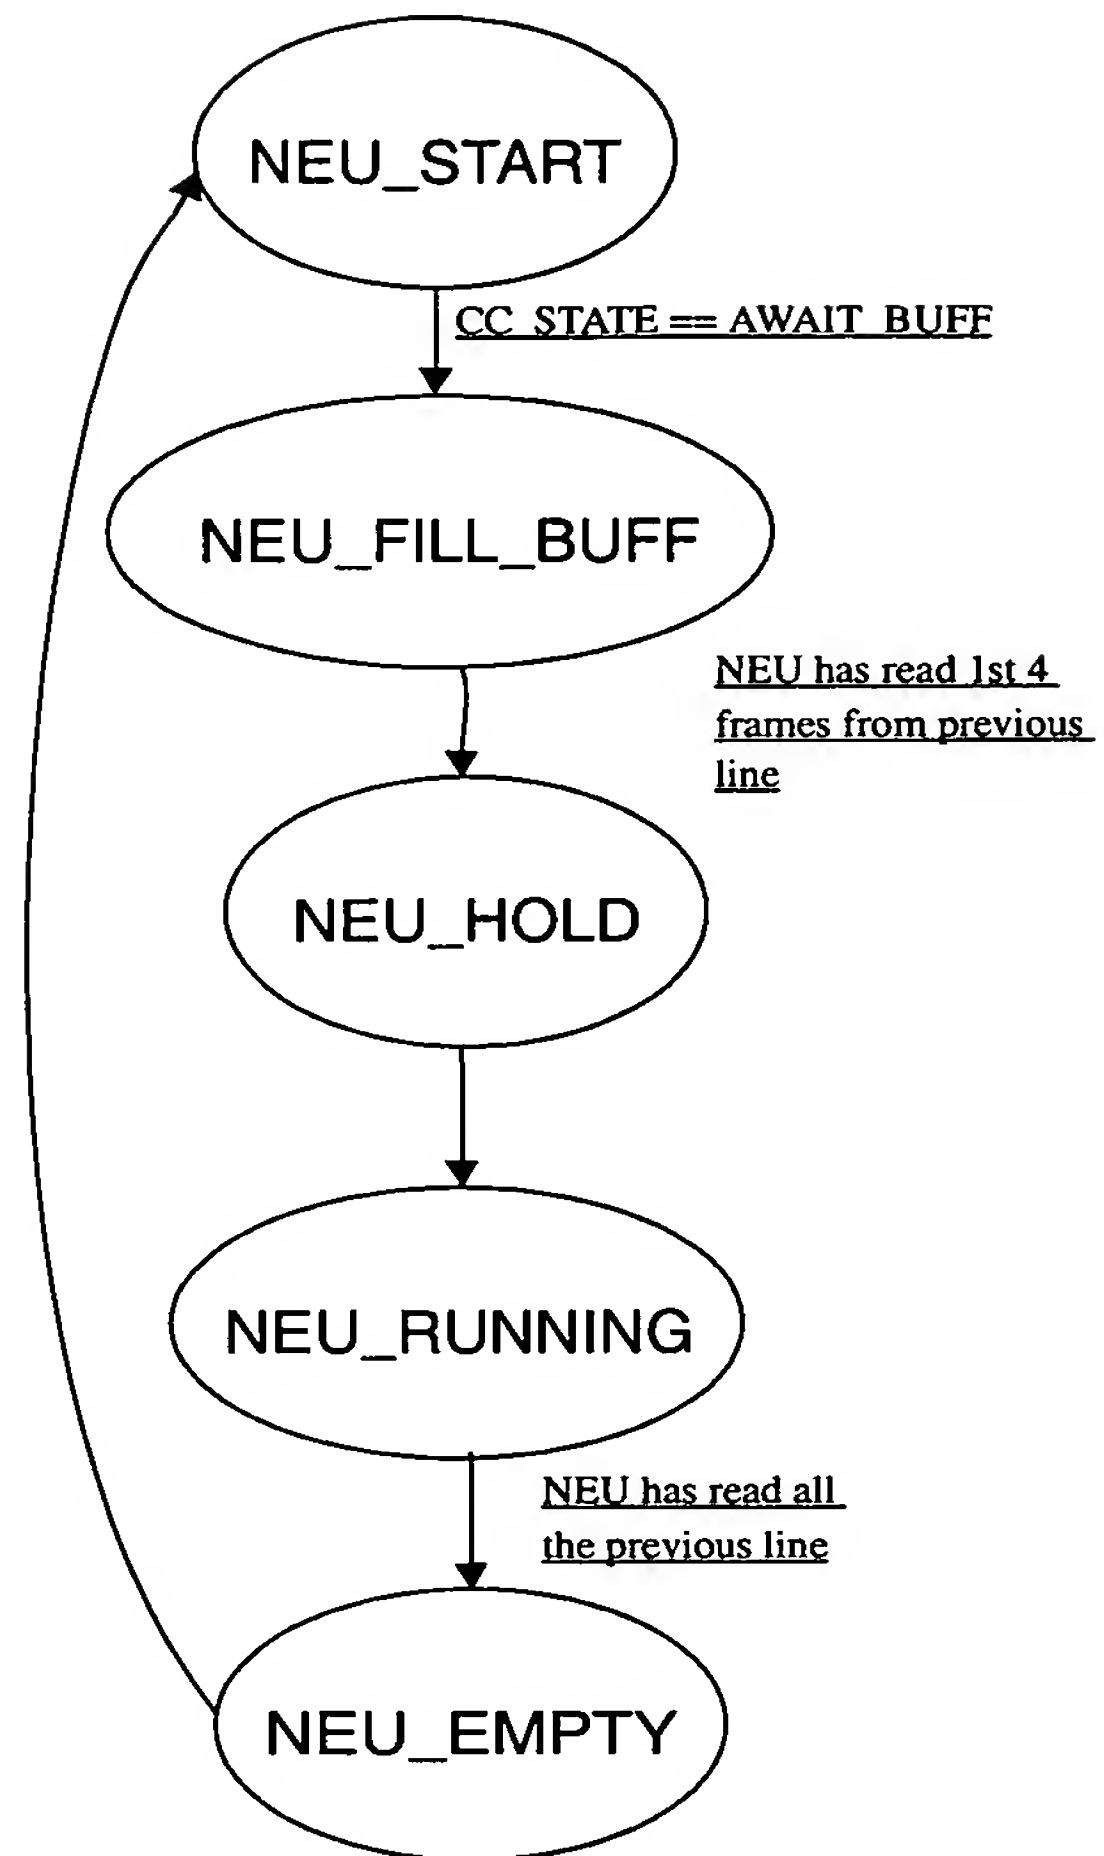 NEU_START
CC_STATE == AWAIT_BUFF
NEU_FILL_BUFF
NEU has read 1st 4
frames from previous
line
NEU_HOLD
NEU_RUNNING
NEU has read all
the previous line
NEU_EMPTY